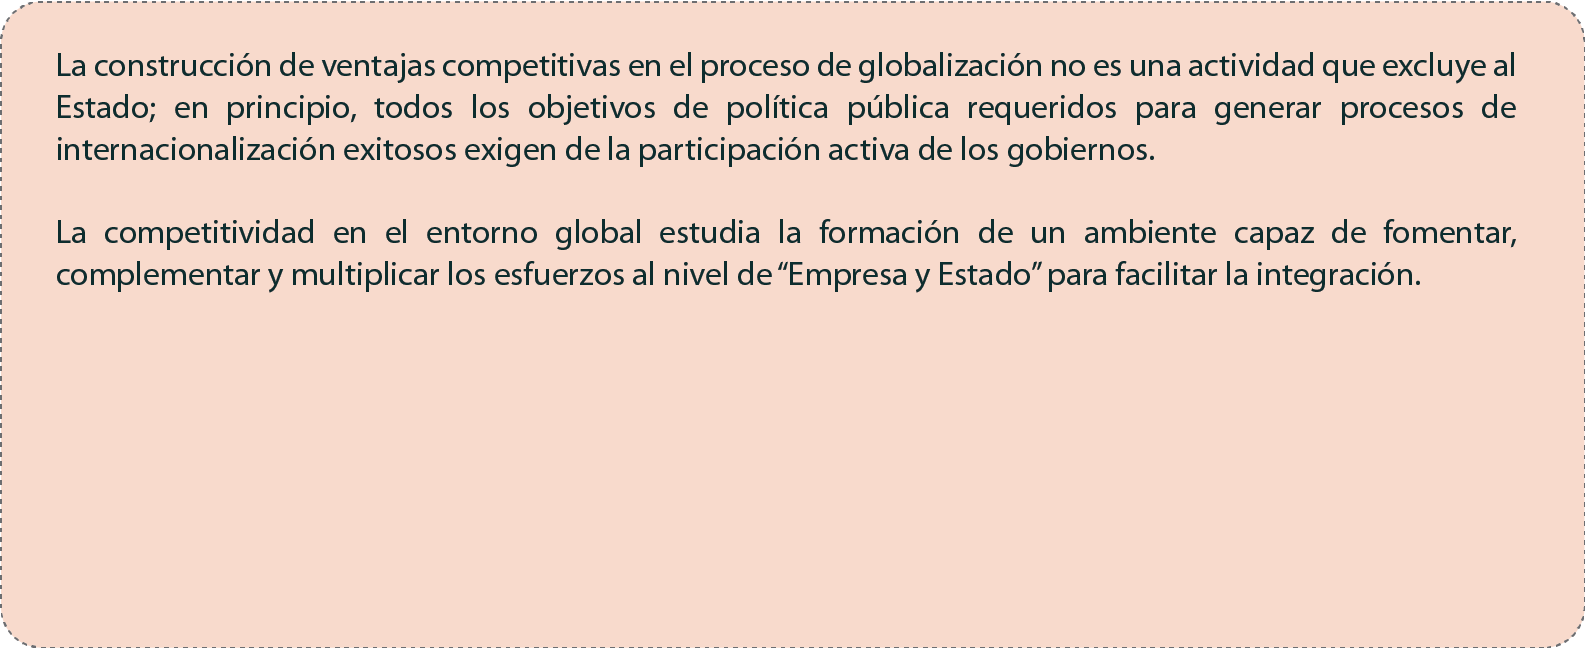 La construcción de ventajas competitivas en el proceso de globalización no es una actividad que excluye al
Estado; en principio, todos los objetivos de política pública requeridos para generar procesos de
internacionalización exitosos exigen de la participación activa de los gobiernos.
La competitividad en el entorno global estudia la formación de un ambiente capaz de fomentar,
complementar y multiplicar los esfuerzos al nivel de “Empresa y Estado” para facilitar la integración.